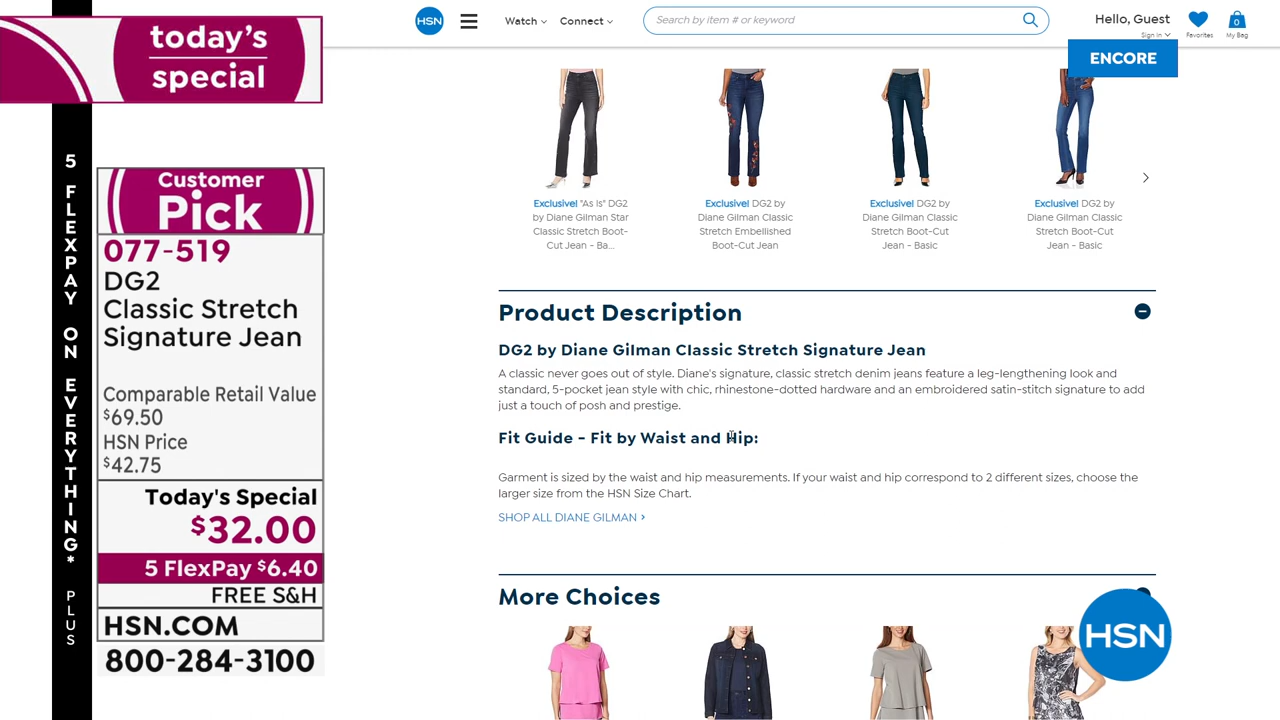 today's
special
5 FLEXPAY ON EVERYTHING* PLUS
Customer
Pick
077-519
DG2
Classic Stretch
Signature Jean
Comparable Retail Value
$69.50
HSN Price
$42.75
Today's Special
$32.00
5 FlexPay $6.40
FREE S&H
HSN.COM
800-284-3100
HSN
Watch
Connect
Search by item # or keyword
Hello, Guest
Sign in
Favorites
0
My Bag
ENCORE
Exclusive! "As Is" DG2
by Diane Gilman Star
Classic Stretch Boot-
Cut Jean - Ba...
Exclusive! DG2 by
Diane Gilman Classic
Stretch Embellished
Boot-Cut Jean
Exclusive! DG2 by
Diane Gilman Classic
Stretch Boot-Cut
Jean - Basic
Exclusive! DG2 by
Diane Gilman Classic
Stretch Boot-Cut
Jean - Basic
Product Description
DG2 by Diane Gilman Classic Stretch Signature Jean
A classic never goes out of style. Diane's signature, classic stretch denim jeans feature a leg-lengthening look and
standard, 5-pocket jean style with chic, rhinestone-dotted hardware and an embroidered satin-stitch signature to add
just a touch of posh and prestige.
Fit Guide - Fit by Waist and Hip:
Garment is sized by the waist and hip measurements. If your waist and hip correspond to 2 different sizes, choose the
larger size from the HSN Size Chart.
SHOP ALL DIANE GILMAN >
More Choices
HSN